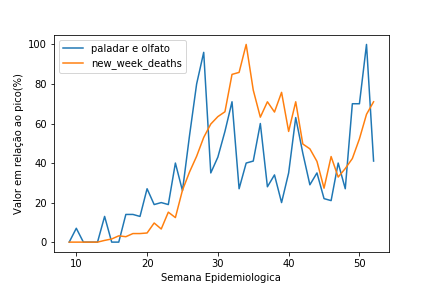 paladar e olfato
new_week_deaths
Valor em relação ao pico(%)
100
80
60
40
20
0
10
20
30
40
50
Semana Epidemiologica